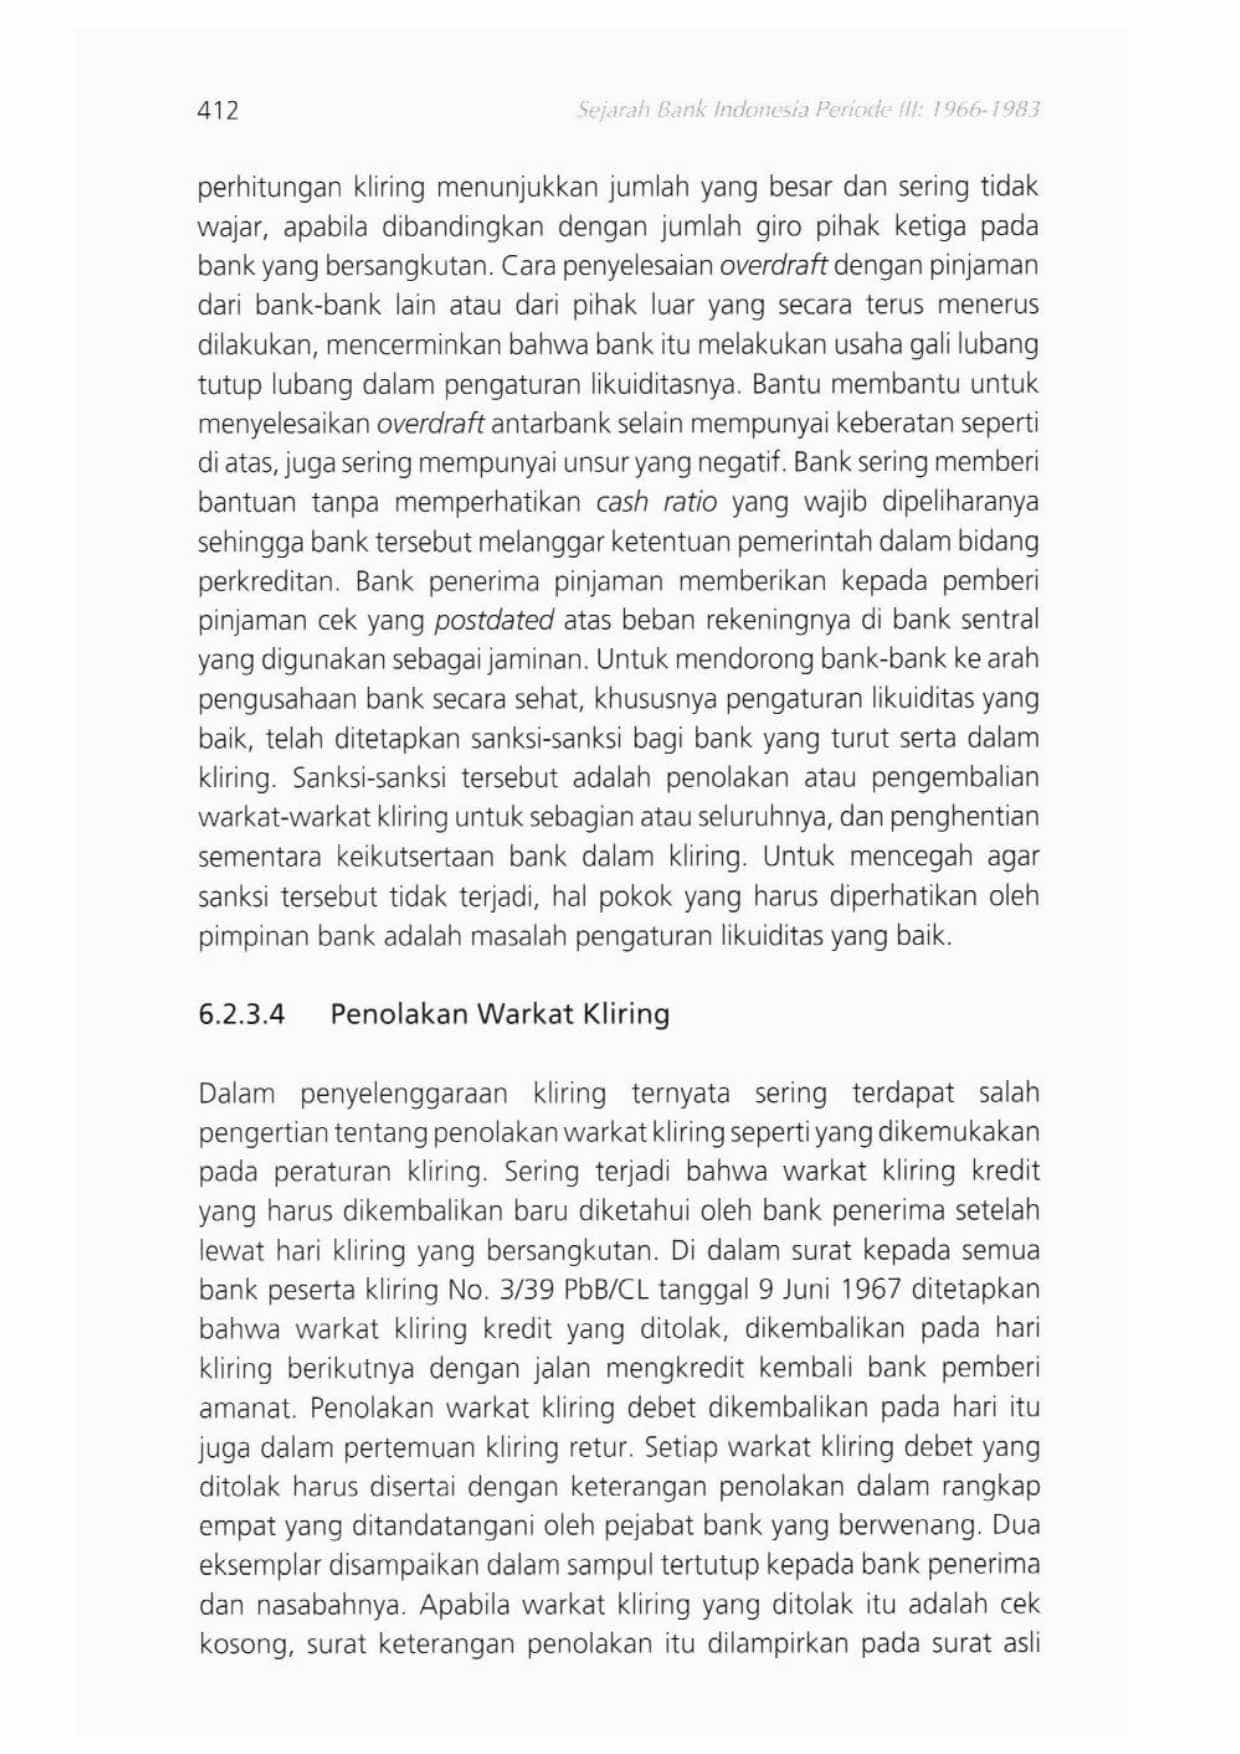 412
Sejarah Bank Indonesia Periode III: 1966-1983
perhitungan kliring menunjukkan jumlah yang besar dan sering tidak
wajar, apabila dibandingkan dengan jumlah giro pihak ketiga pada
bank yang bersangkutan. Cara penyelesaian overdraft dengan pinjaman
dari bank-bank lain atau dari pihak luar yang secara terus menerus
dilakukan, mencerminkan bahwa bank itu melakukan usaha gali lubang
tutup lubang dalam pengaturan likuiditasnya. Bantu membantu untuk
menyelesaikan overdraft antarbank selain mempunyai keberatan seperti
di atas, juga sering mempunyai unsur yang negatif. Bank sering memberi
bantuan tanpa memperhatikan cash ratio yang wajib dipeliharanya
sehingga bank tersebut melanggar ketentuan pemerintah dalam bidang
perkreditan. Bank penerima pinjaman memberikan kepada pemberi
pinjaman cek yang postdated atas beban rekeningnya di bank sentral
yang digunakan sebagai jaminan. Untuk mendorong bank-bank ke arah
pengusahaan bank secara sehat, khususnya pengaturan likuiditas yang
baik, telah ditetapkan sanksi-sanksi bagi bank yang turut serta dalam
kliring. Sanksi-sanksi tersebut adalah penolakan atau pengembalian
warkat-warkat kliring untuk sebagian atau seluruhnya, dan penghentian
sementara keikutsertaan bank dalam kliring. Untuk mencegah agar
sanksi tersebut tidak terjadi, hal pokok yang harus diperhatikan oleh
pimpinan bank adalah masalah pengaturan likuiditas yang baik.
6.2.3.4 Penolakan Warkat Kliring
Dalam penyelenggaraan kliring ternyata sering terdapat salah
pengertian tentang penolakan warkat kliring seperti yang dikemukakan
pada peraturan kliring. Sering terjadi bahwa warkat kliring kredit
yang harus dikembalikan baru diketahui oleh bank penerima setelah
lewat hari kliring yang bersangkutan. Di dalam surat kepada semua
bank peserta kliring No. 3/39 PbB/CL tanggal 9 Juni 1967 ditetapkan
bahwa warkat kliring kredit yang ditolak, dikembalikan pada hari
kliring berikutnya dengan jalan mengkredit kembali bank pemberi
amanat. Penolakan warkat kliring debet dikembalikan pada hari itu
juga dalam pertemuan kliring retur. Setiap warkat kliring debet yang
ditolak harus disertai dengan keterangan penolakan dalam rangkap
empat yang ditandatangani oleh pejabat bank yang berwenang. Dua
eksemplar disampaikan dalam sampul tertutup kepada bank penerima
dan nasabahnya. Apabila warkat kliring yang ditolak itu adalah cek
kosong, surat keterangan penolakan itu dilampirkan pada surat asli